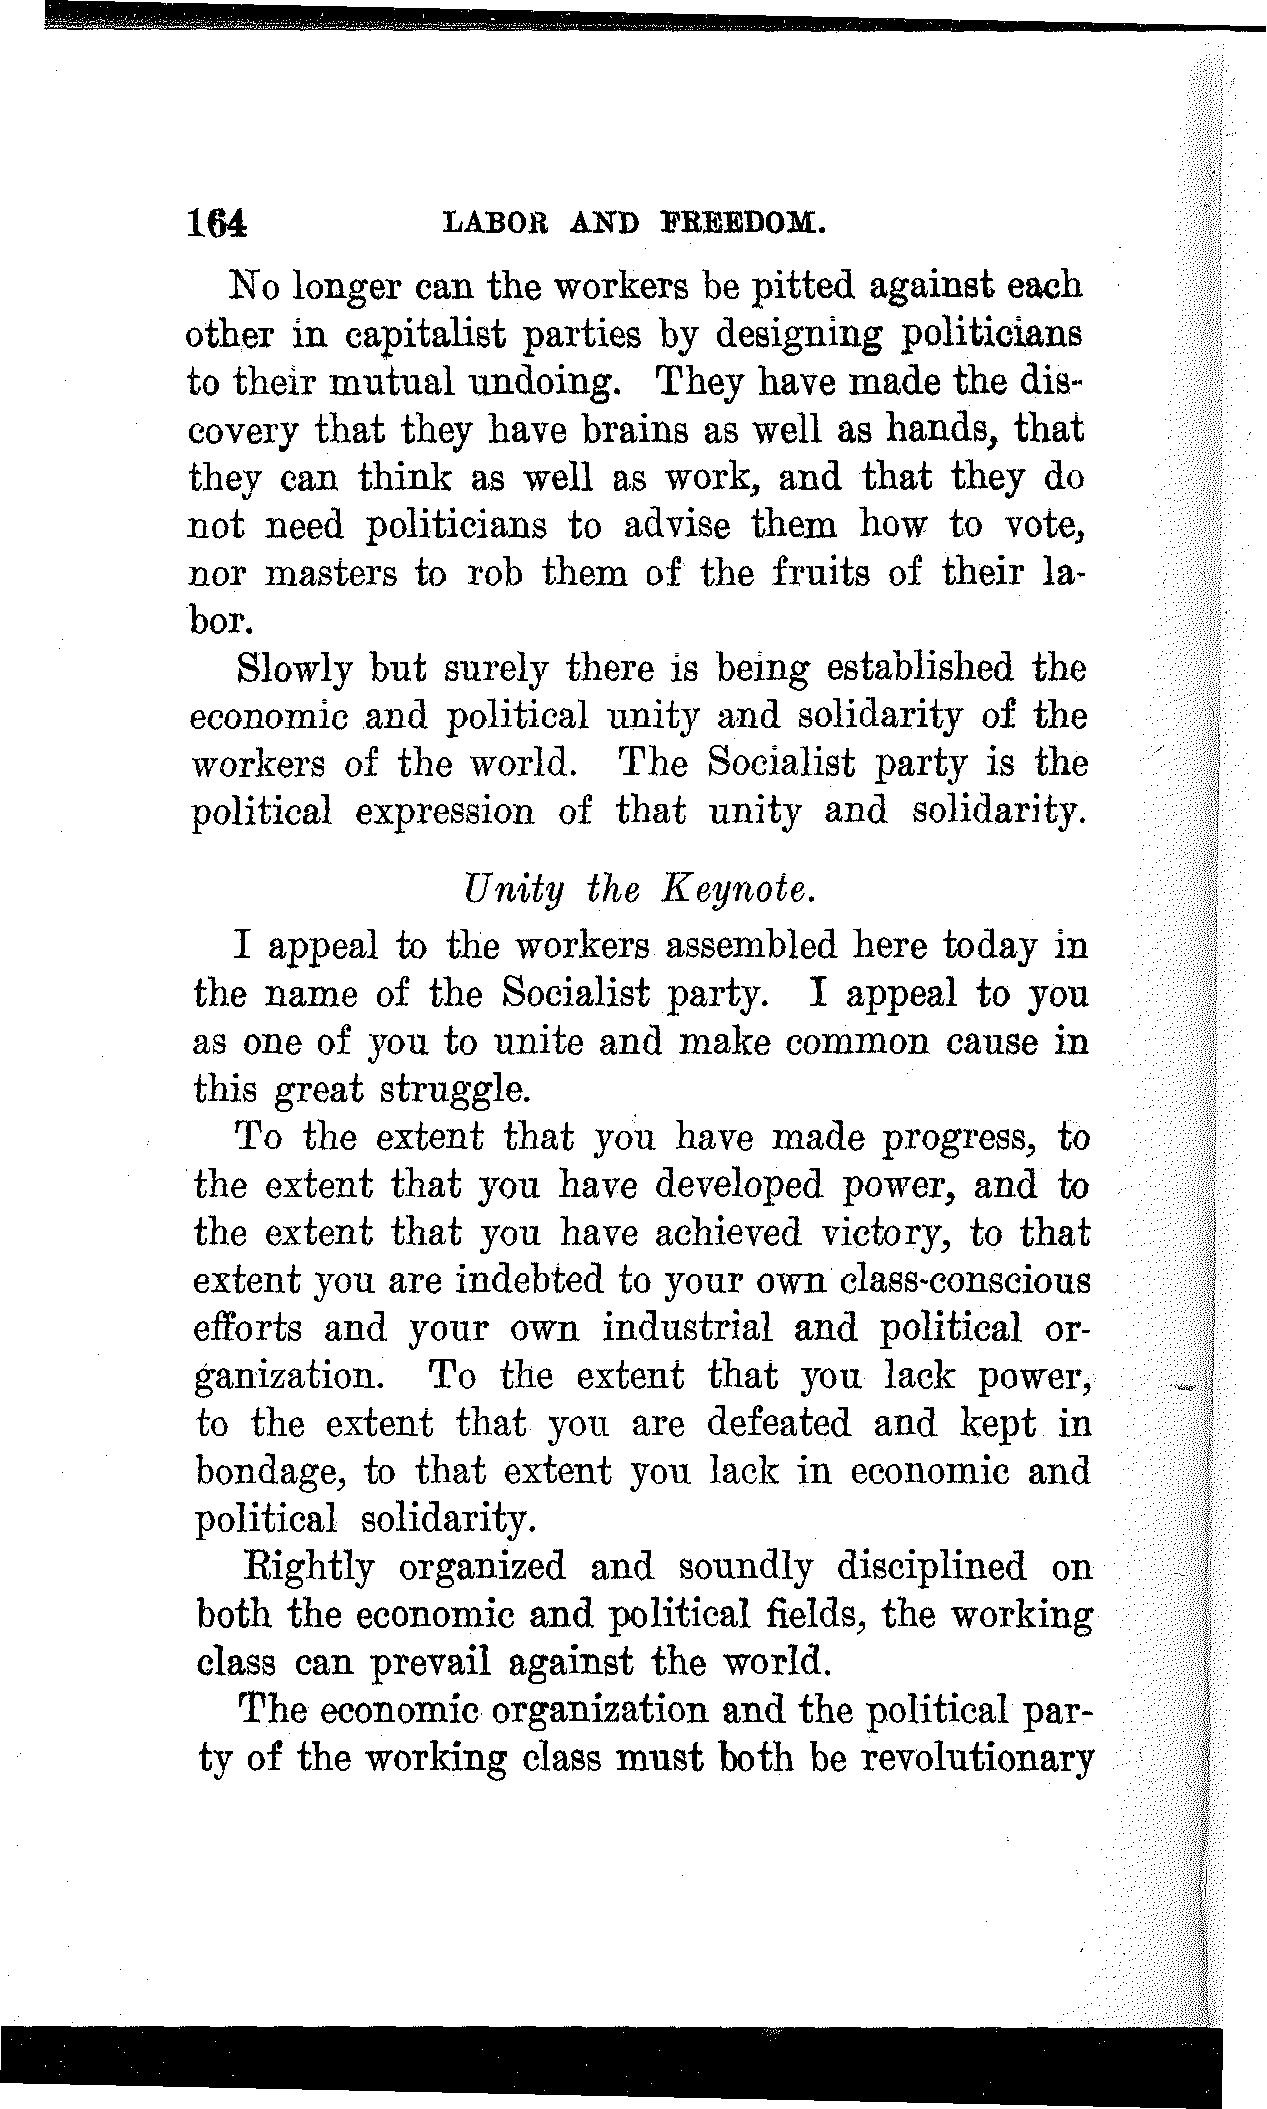 164 LABOR AND FREEDOM.
No longer can the workers be pitted against each
other in capitalist parties by designing politicians
to their mutual undoing. They have made the dis-
covery that they have brains as well as hands, that
they can think as well as work, and that they do
not need politicians to advise them how to vote,
nor masters to rob them of the fruits of their la-
bor.
Slowly but surely there is being established the
economic and political unity and solidarity of the
workers of the world. The Socialist party is the
political expression of that unity and solidarity.
Unity the Keynote.
I appeal to the workers assembled here today in
the name of the Socialist party. I appeal to you
as one of you to unite and make common cause in
this great struggle.
To the extent that you have made progress, to
the extent that you have developed power, and to
the extent that you have achieved victory, to that
extent you are indebted to your own class-conscious
efforts and your own industrial and political or-
ganization. To the extent that you lack power,
to the extent that you are defeated and kept in
bondage, to that extent you lack in economic and
political solidarity.
Rightly organized and soundly disciplined on
both the economic and political fields, the working
class can prevail against the world.
The economic organization and the political par-
ty of the working class must both be revolutionary